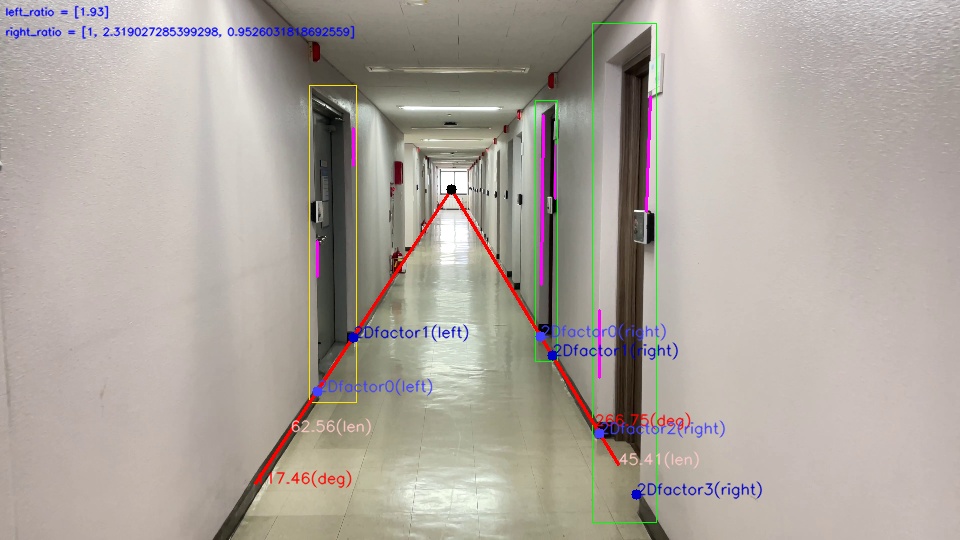 left_ratio = [1.93]
right_ratio = [1, 2.319027285399298, 0.9526031818692559]
2Dfactor1(left)
2Dfactor0(right)
2Dfactor1(right)
2Dfactor0(left)
62.56(len)
266.75(deg)
2Dfactor2(right)
45.41(len)
17.46(deg)
2Dfactor3(right)